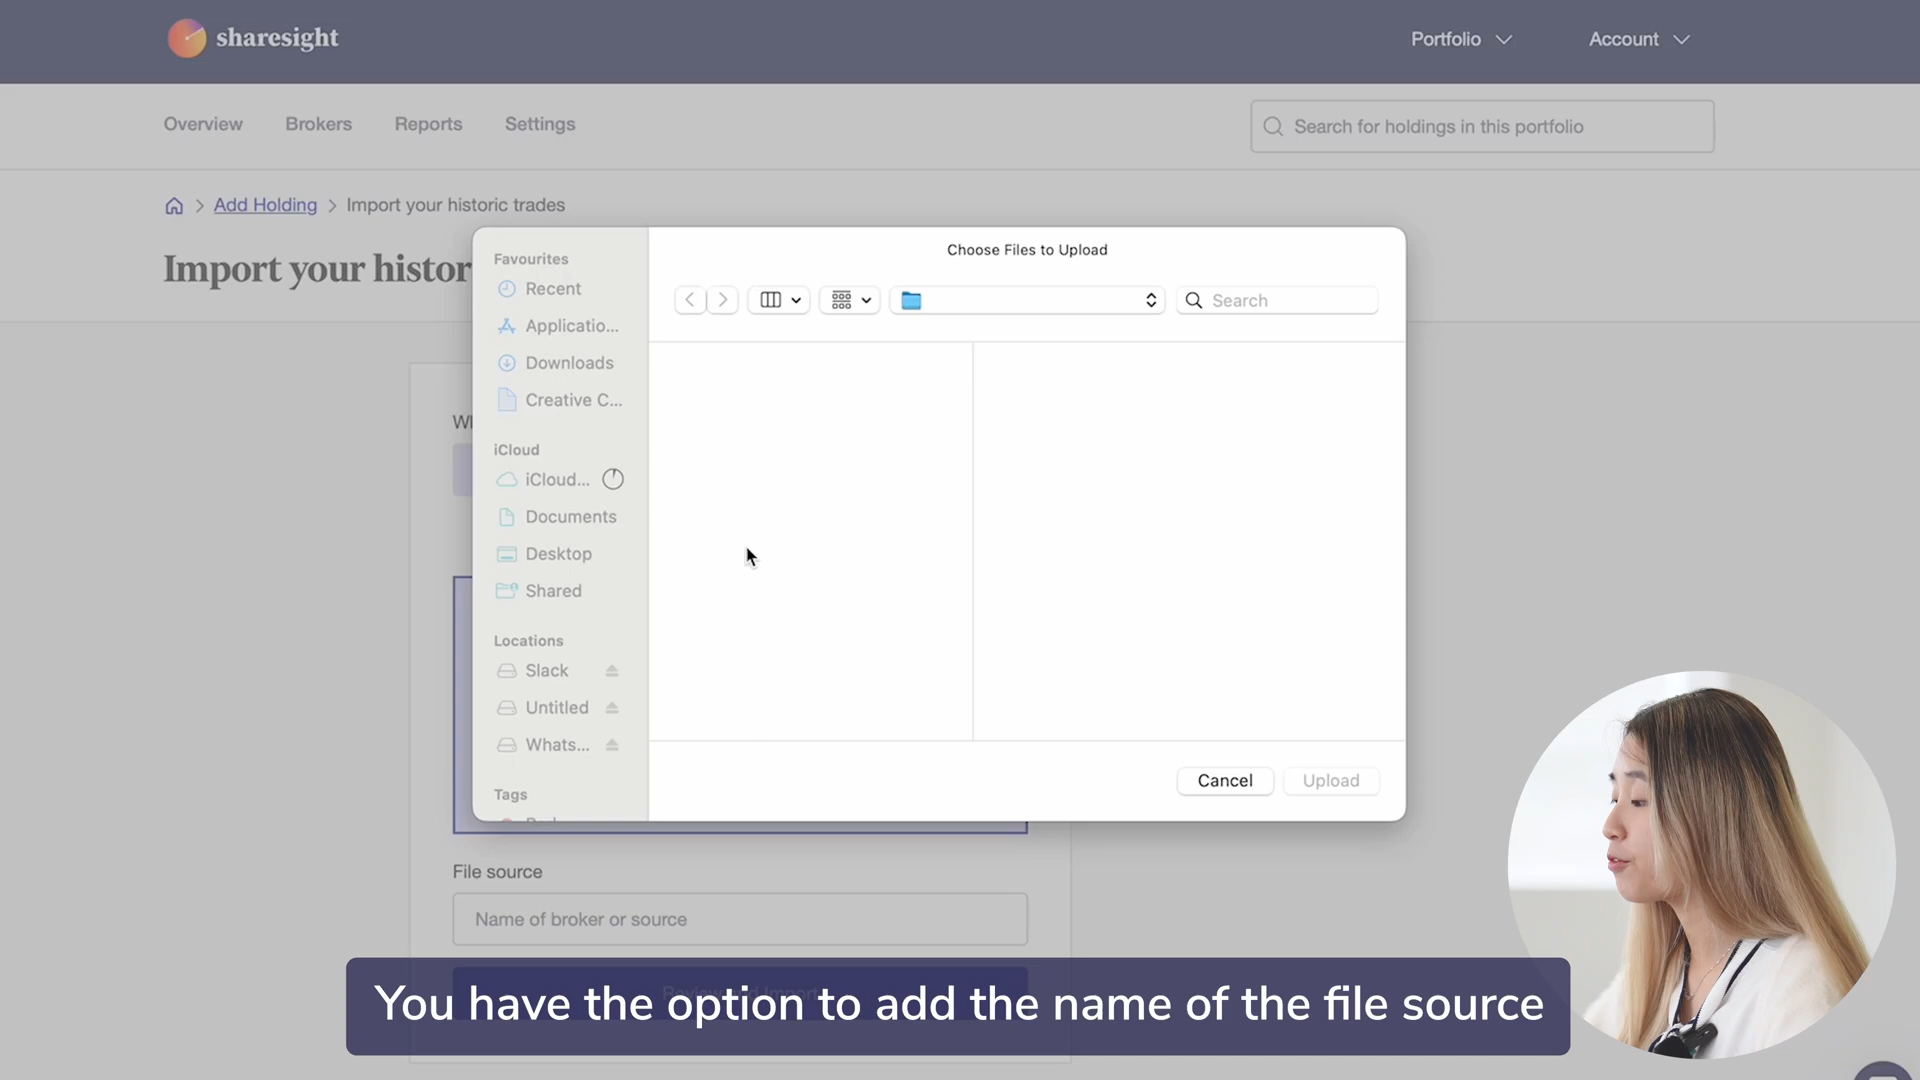 sharesight
Portfolio
Account
Overview
Brokers
Reports
Settings
Search for holdings in this portfolio
Add Holding
Import your historic trades
Import your histor
Choose Files to Upload
Search
Favourites
Recent
Applicatio...
Downloads
Creative C...
iCloud
iCloud...
Documents
Desktop
Shared
Locations
Slack
Untitled
Whats...
Tags
Cancel
Upload
File source
Name of broker or source
You have the option to add the name of the file source